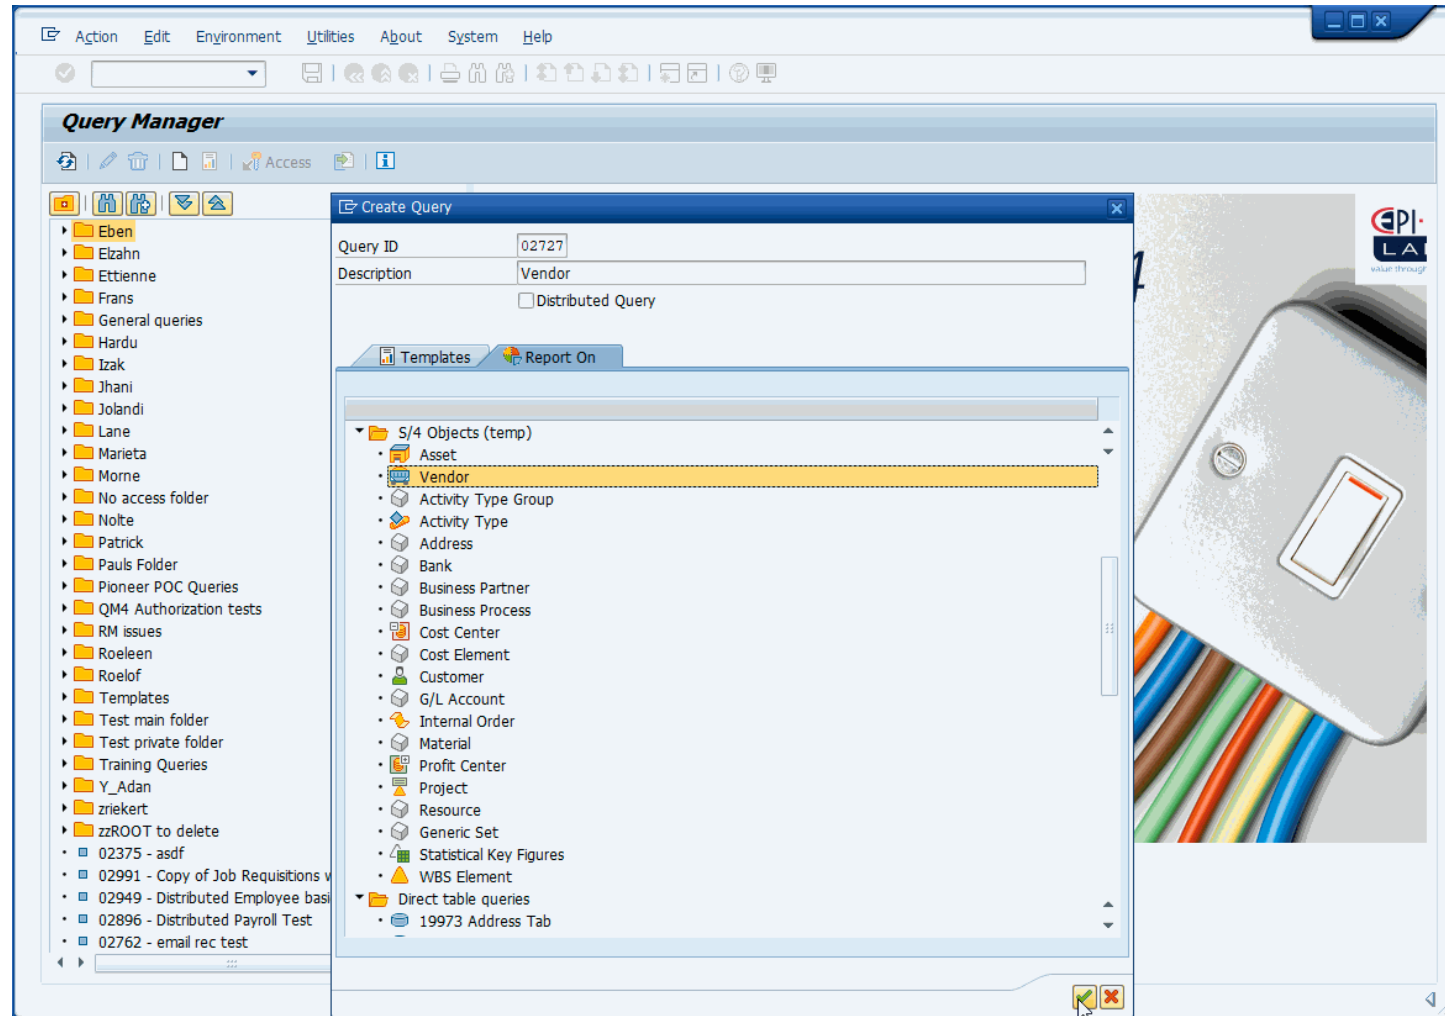 Action Edit Environment Utilities About System Help
Query Manager
Access
Create Query
Query ID 02727
Description Vendor
Distributed Query
Templates Report On
Eben
Elzahn
Ettienne
Frans
General queries
Hardu
Izak
Jhani
Jolandi
Lane
Marieta
Morne
No access folder
Nolte
Patrick
Pauls Folder
Pioneer POC Queries
QM4 Authorization tests
RM issues
Roeleen
Roelof
Templates
Test main folder
Test private folder
Training Queries
Y_Adan
zriekert
zzROOT to delete
02375 - asdf
02991 - Copy of Job Requisitions
02949 - Distributed Employee basi
02896 - Distributed Payroll Test
02762 - email rec test
S/4 Objects (temp)
Asset
Vendor
Activity Type Group
Activity Type
Address
Bank
Business Partner
Business Process
Cost Center
Cost Element
Customer
G/L Account
Internal Order
Material
Profit Center
Project
Resource
Generic Set
Statistical Key Figures
WBS Element
Direct table queries
19973 Address Tab
4
EPI-
LA
value throug